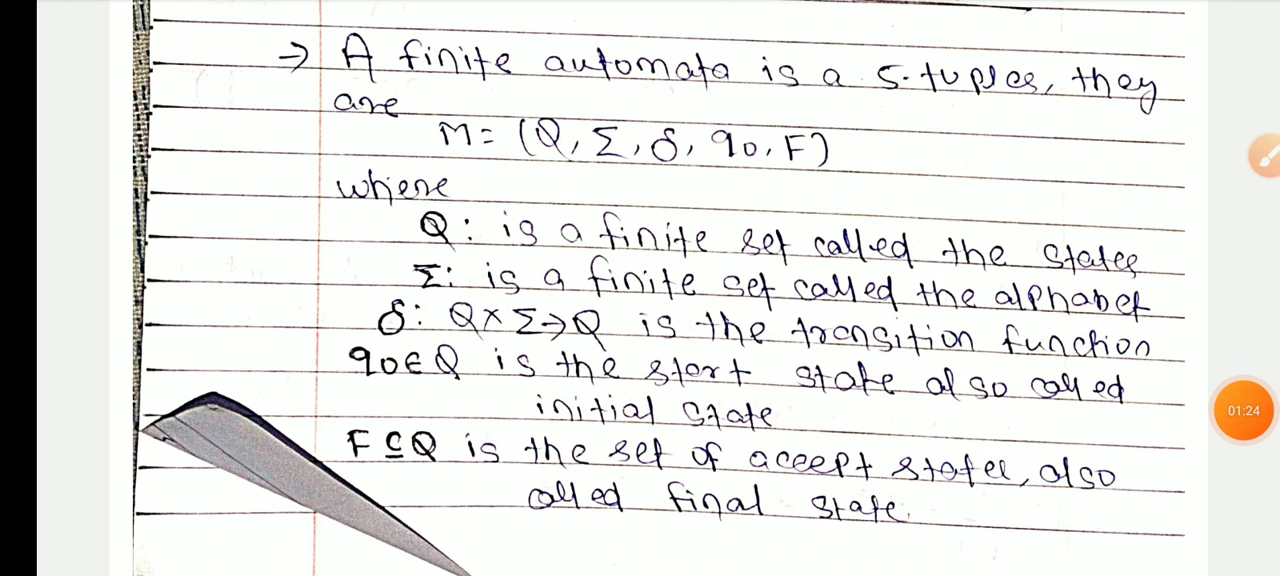 → A finite automata is a 5-tuples, they
are
M = (Q, Σ, δ, q0, F)
where
Q: is a finite set called the states
Σ: is a finite set called the alphabet
δ: Q×Σ→Q is the transition function
q0∈Q is the start state also called
initial state
F⊆Q is the set of accept states, also
called final state.
01:24